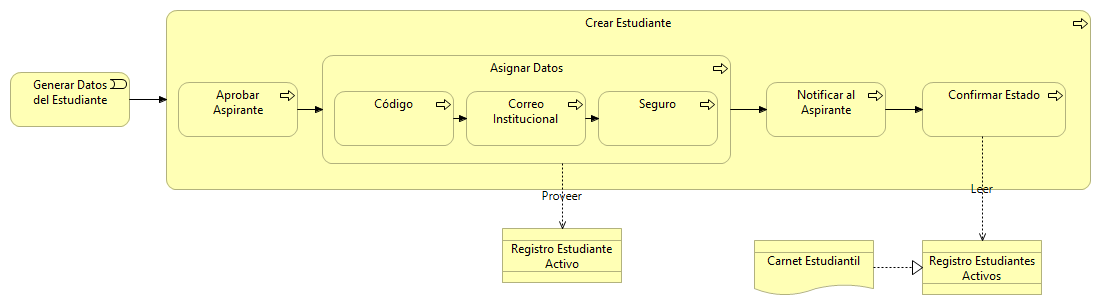 Crear Estudiante
Generar Datos
del Estudiante
Aprobar
Aspirante
Asignar Datos
Código
Correo
Institucional
Seguro
Notificar al
Aspirante
Confirmar Estado
Proveer
Leer
Registro Estudiante
Activo
Carnet Estudiantil
Registro Estudiantes
Activos